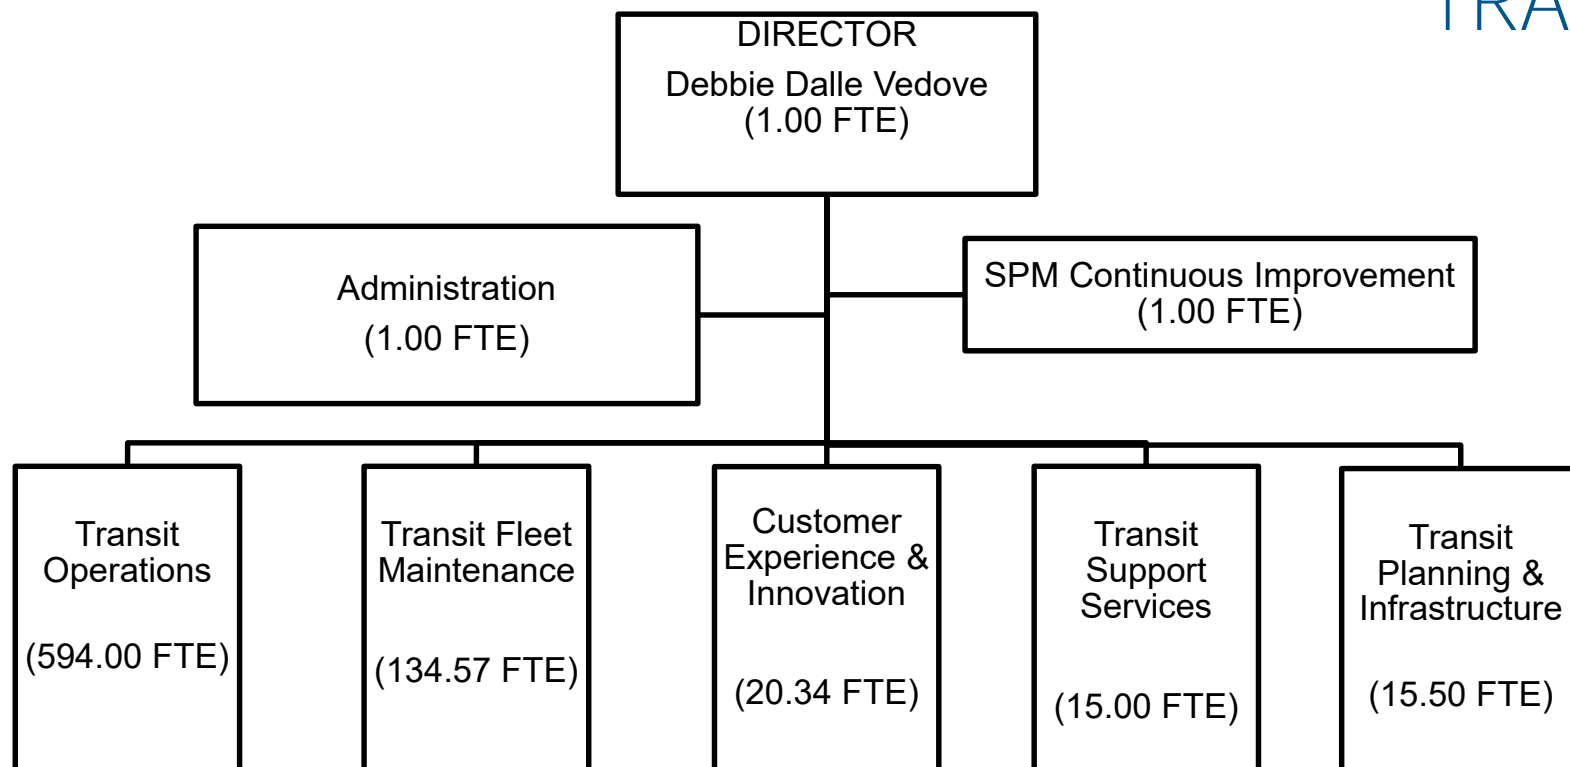 TRA
DIRECTOR
Debbie Dalle Vedove
(1.00 FTE)
Administration
(1.00 FTE)
SPM Continuous Improvement
(1.00 FTE)
Transit
Operations
(594.00 FTE)
Transit Fleet
Maintenance
(134.57 FTE)
Customer
Experience &
Innovation
(20.34 FTE)
Transit
Support
Services
(15.00 FTE)
Transit
Planning &
Infrastructure
(15.50 FTE)